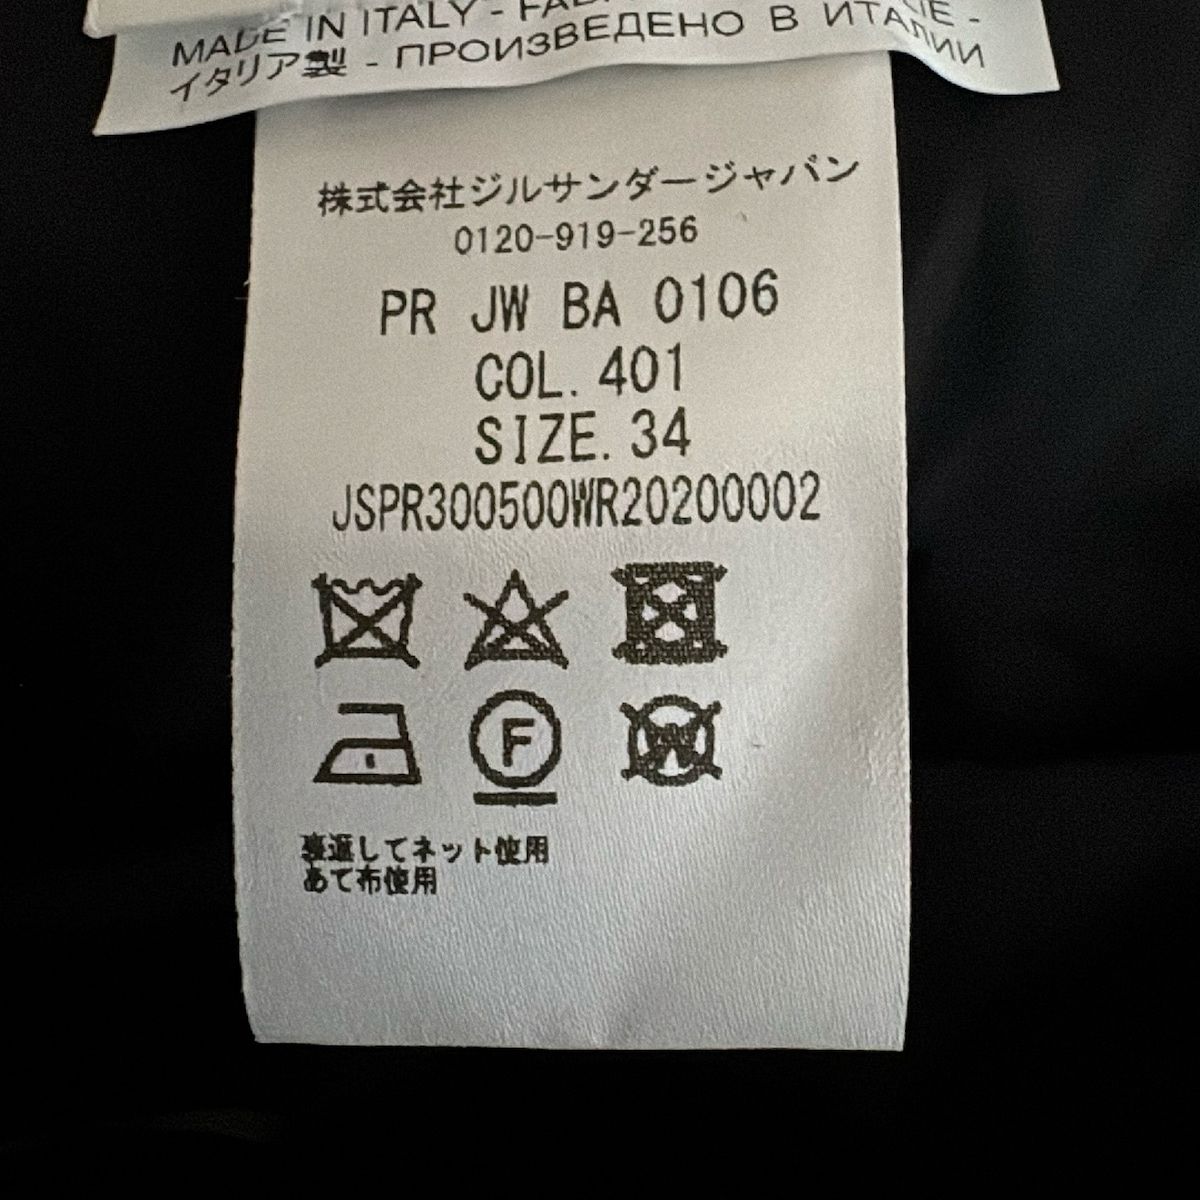 MADE IN ITALY -
イタリア製 - ПРОИЗВЕДЕНО В ИТАЛИИ
株式会社ジルサンダージャパン
0120-919-256
PR JW BA 0106
COL. 401
SIZE. 34
JSPR300500WR20200002
F
W
裏返してネット使用
あて布使用